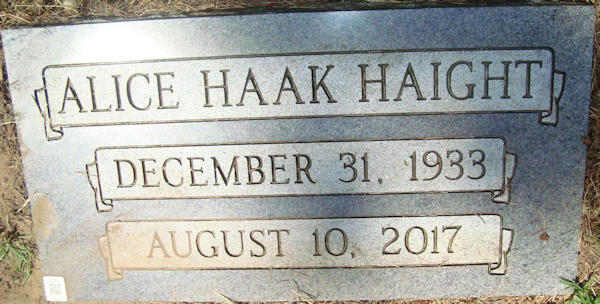 ALICE HAAK HAIGHT
DECEMBER 31, 1933
AUGUST 10, 2017